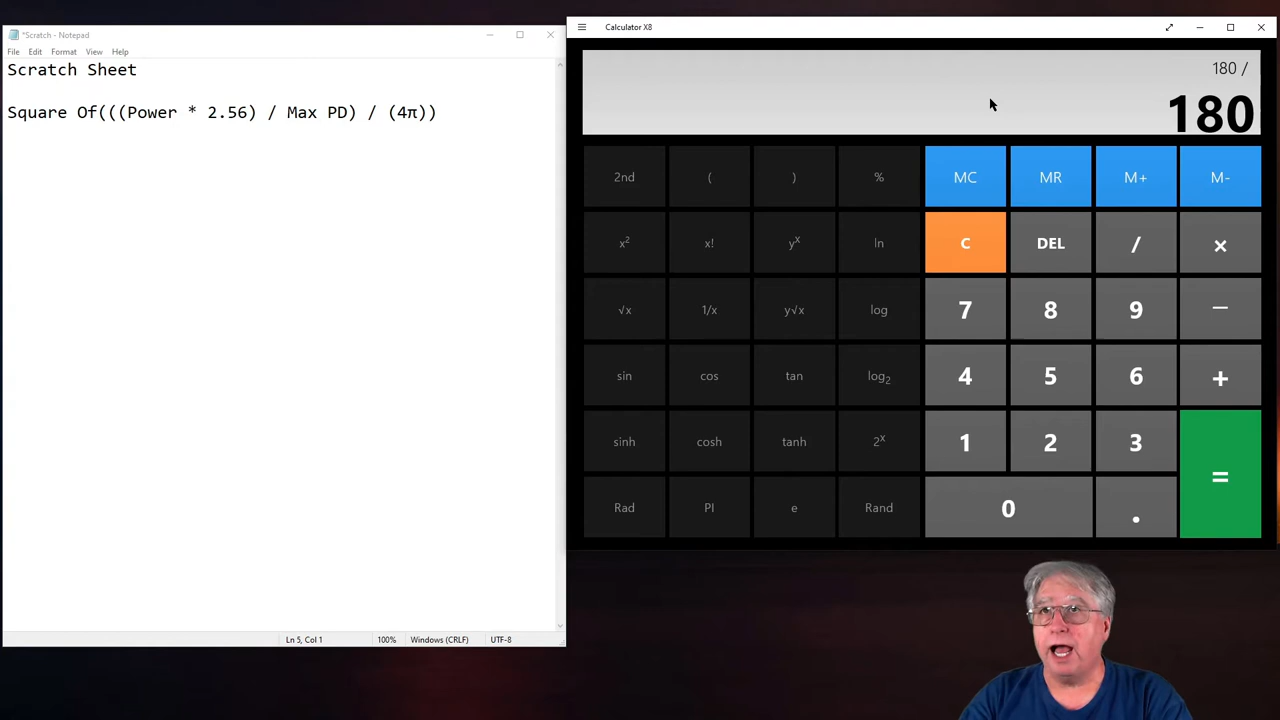 *Scratch - Notepad
File Edit Format View Help
Scratch Sheet
Square Of(((Power * 2.56) / Max PD) / (4π))
Ln 5, Col 1 100% Windows (CRLF) UTF-8
Calculator X8
180 /
180
2nd ( ) % MC MR M+ M-
x² x! yˣ ln C DEL / ×
√x 1/x y√x log 7 8 9 −
sin cos tan log₂ 4 5 6 +
sinh cosh tanh 2ˣ 1 2 3 =
Rad PI e Rand 0 .